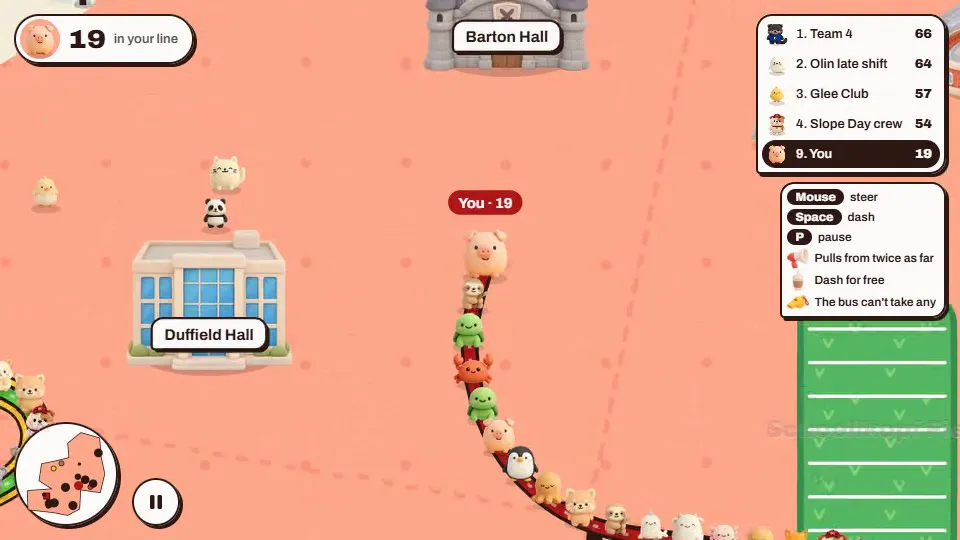 19 in your line
Barton Hall
1. Team 4 66
2. Olin late shift 64
3. Glee Club 57
4. Slope Day crew 54
9. You 19
Mouse steer
Space dash
P pause
Pulls from twice as far
Dash for free
The bus can't take any
You · 19
Duffield Hall